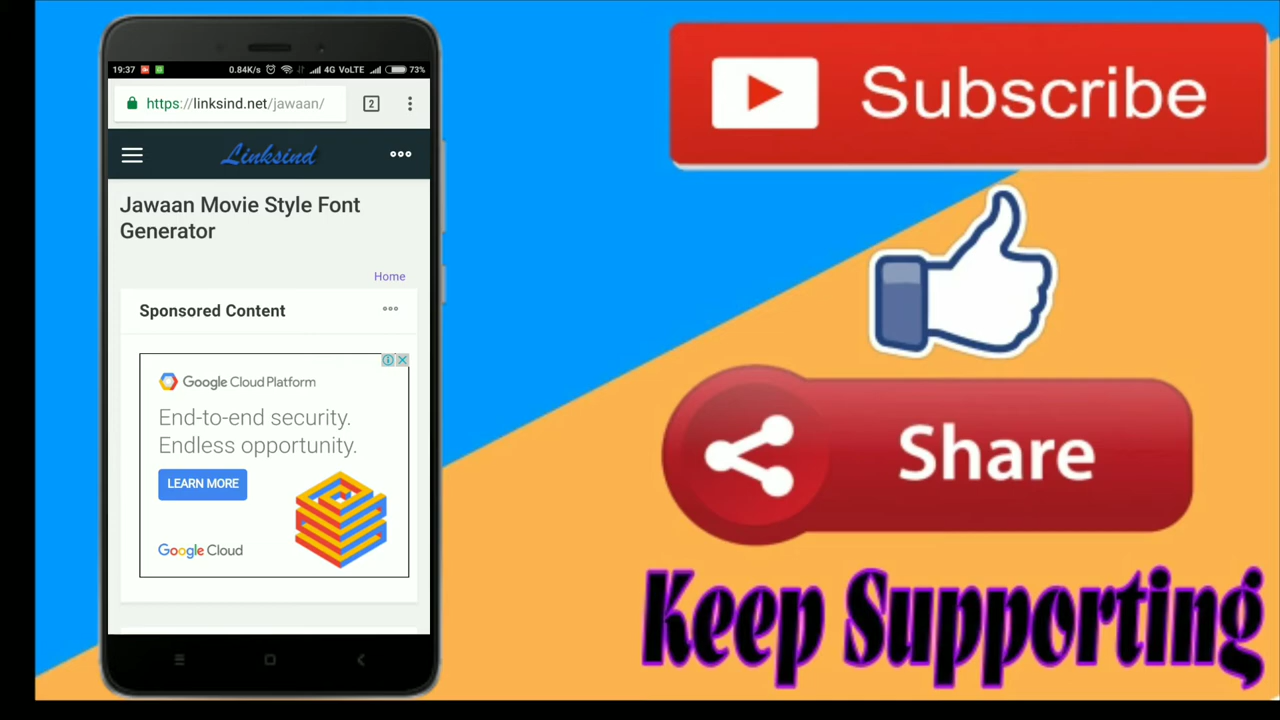 19:37
0.84K/s
4G VoLTE
73%
https://linksind.net/jawaan/
2
Linksind
Jawaan Movie Style Font
Generator
Home
Sponsored Content
Google Cloud Platform
End-to-end security.
Endless opportunity.
LEARN MORE
Google Cloud
Subscribe
Share
Keep Supporting